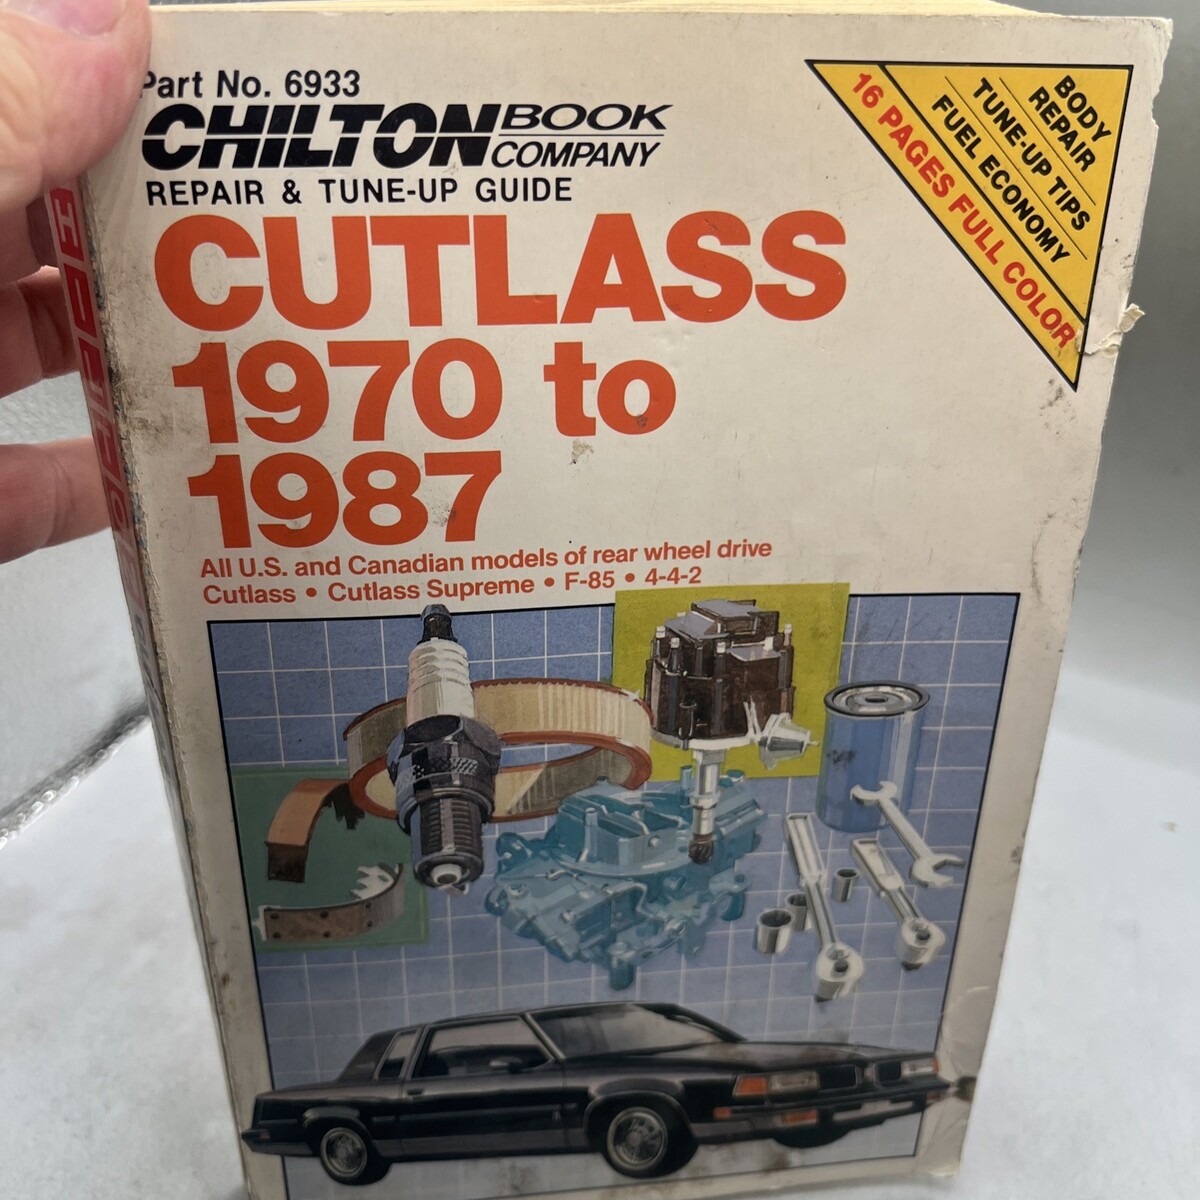 Part No. 6933
CHILTON BOOK COMPANY
REPAIR & TUNE-UP GUIDE
CUTLASS
1970 to
1987
All U.S. and Canadian models of rear wheel drive
Cutlass • Cutlass Supreme • F-85 • 4-4-2
BODY
REPAIR
TUNE-UP TIPS
FUEL ECONOMY
16 PAGES FULL COLOR